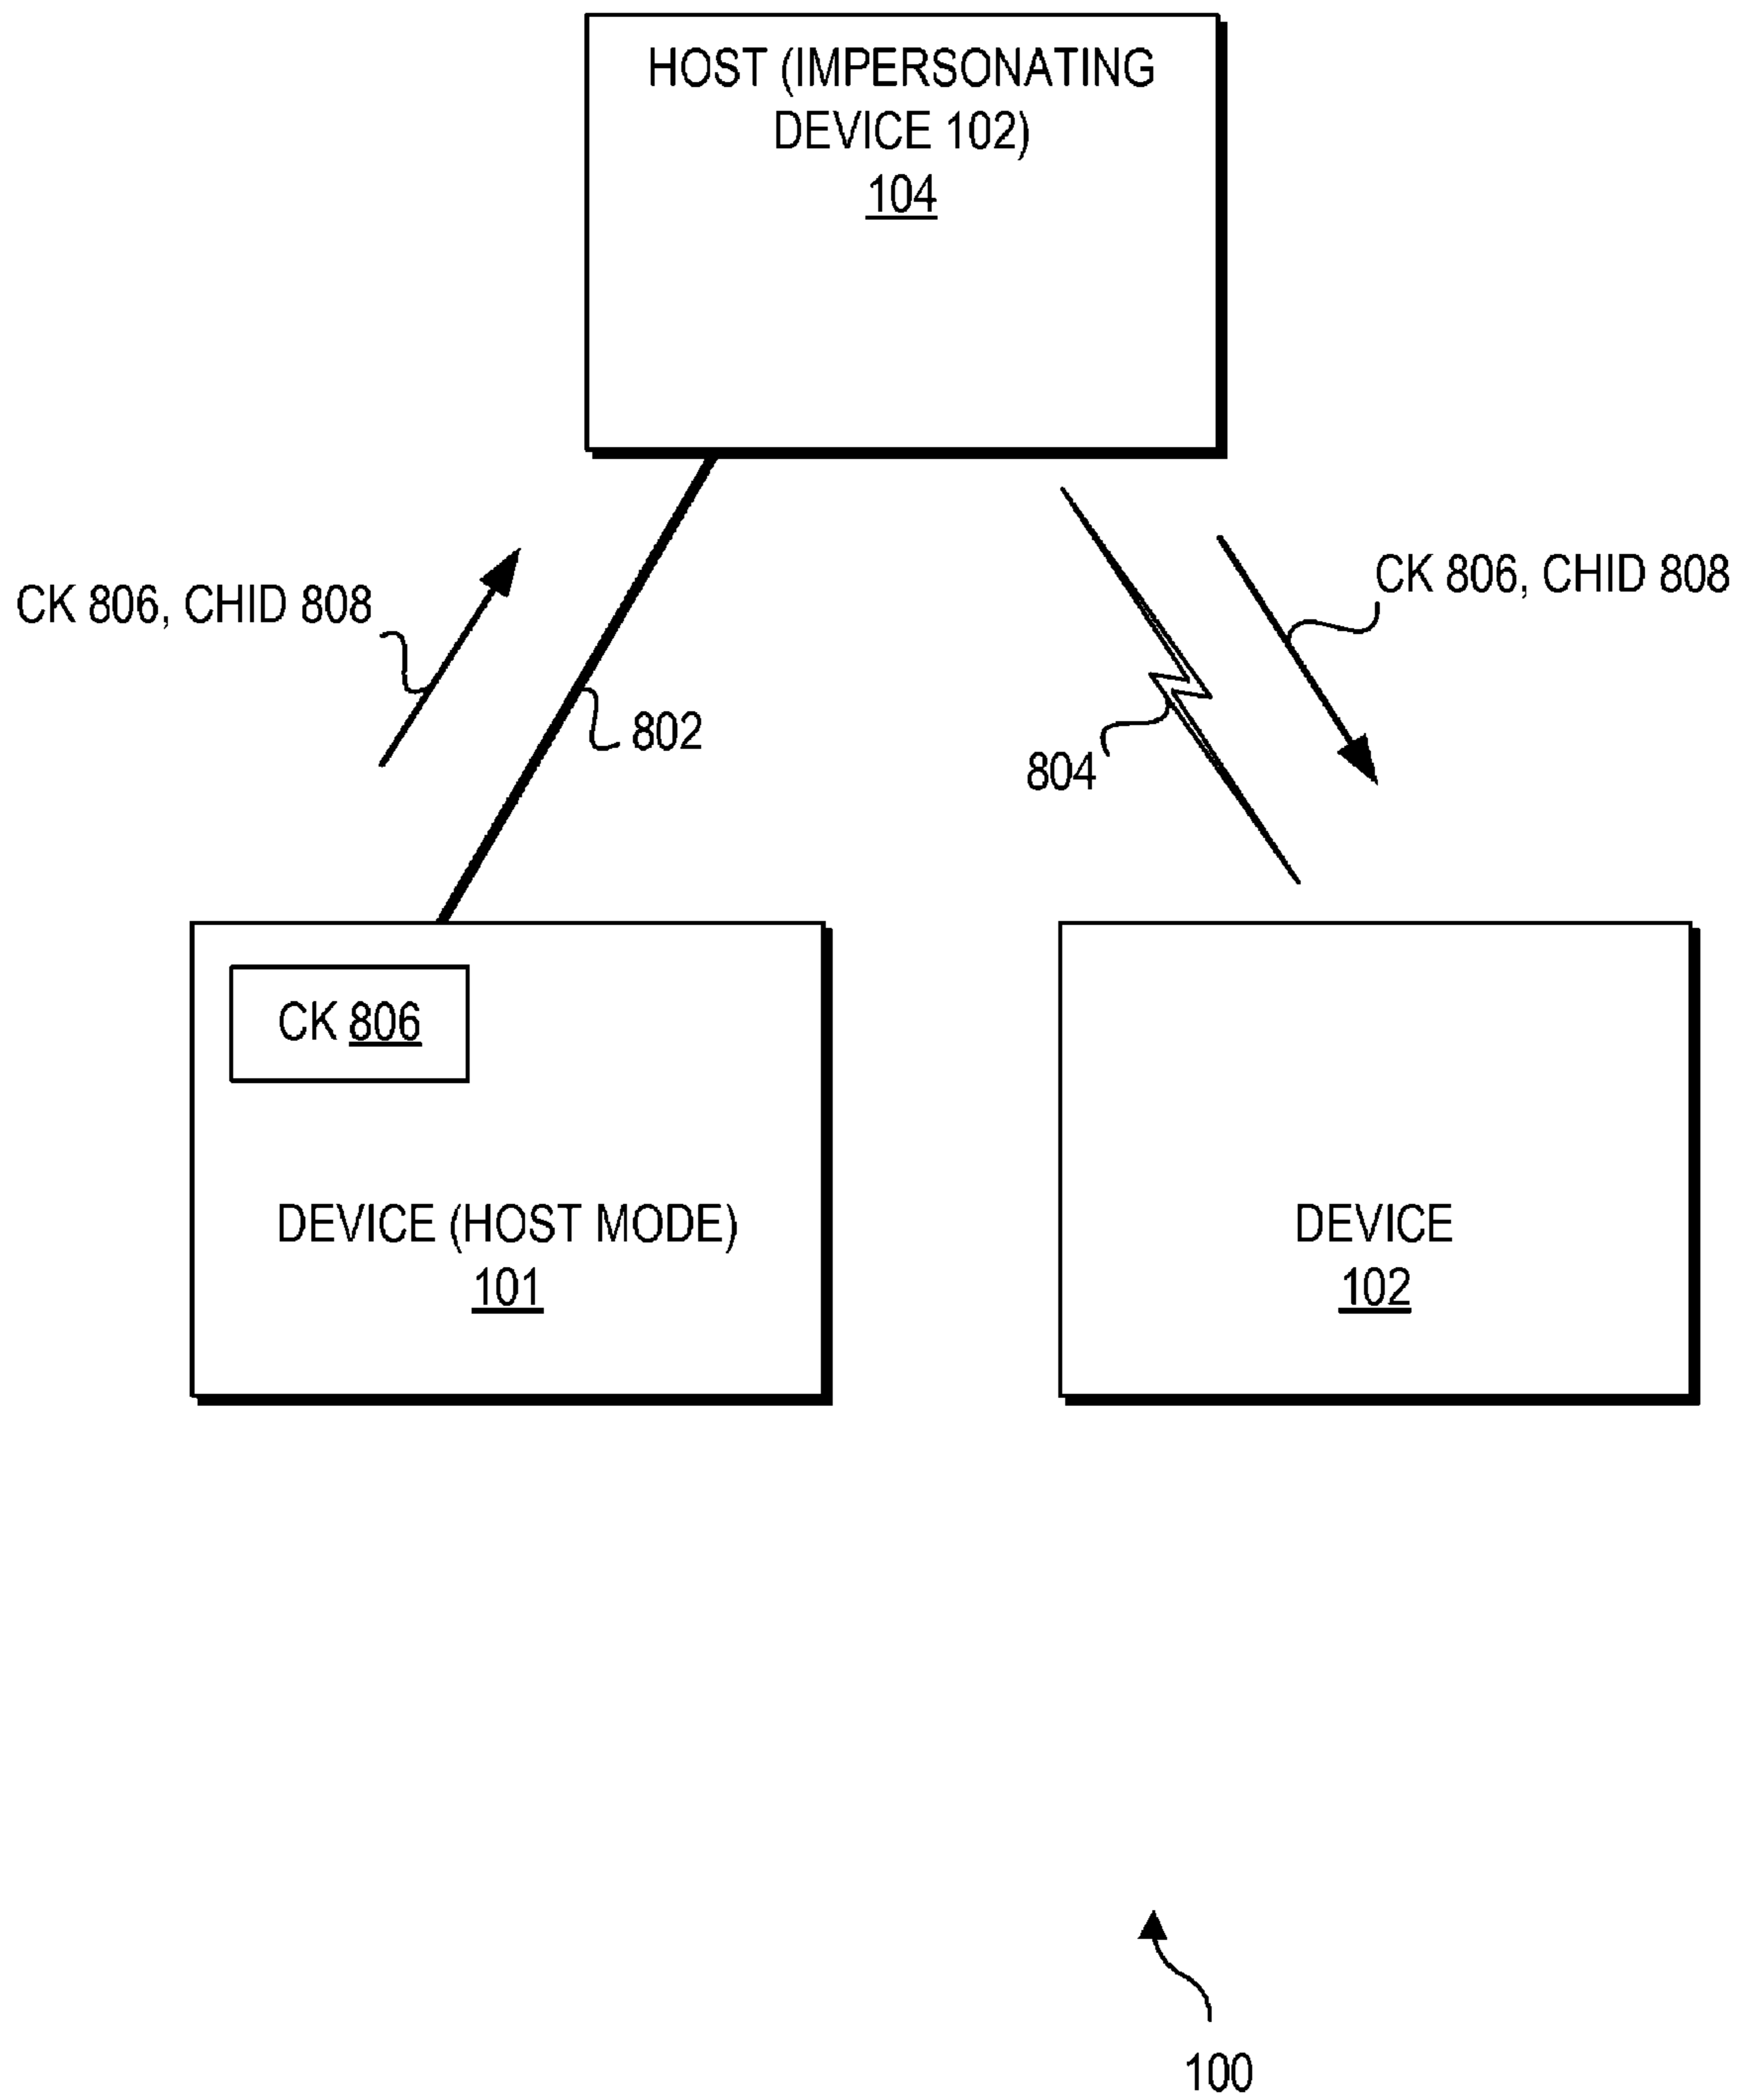 HOST (IMPERSONATING
DEVICE 102)
104
CK 806, CHID 808
CK 806, CHID 808
802
804
CK 806
DEVICE (HOST MODE)
101
DEVICE
102
100